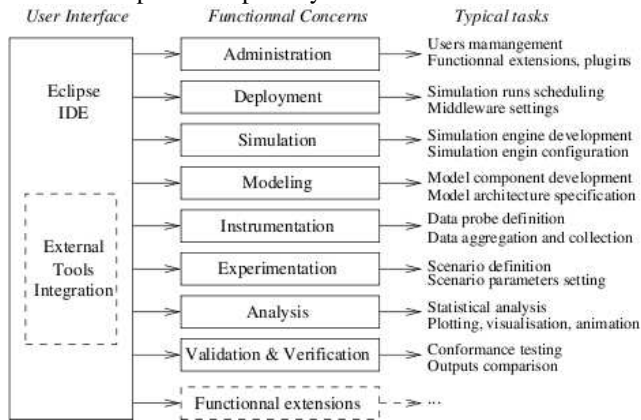 User Interface
Functionnal Concerns
Typical tasks
Eclipse
IDE
External
Tools
Integration
Administration
Users mamangement
Functionnal extensions, plugins
Deployment
Simulation runs scheduling
Middleware settings
Simulation
Simulation engine development
Simulation engin configuration
Modeling
Model component development
Model architecture specification
Instrumentation
Data probe definition
Data aggregation and collection
Experimentation
Scenario definition
Scenario parameters setting
Analysis
Statistical analysis
Plotting, visualisation, animation
Validation & Verification
Conformance testing
Outputs comparison
Functionnal extensions
...